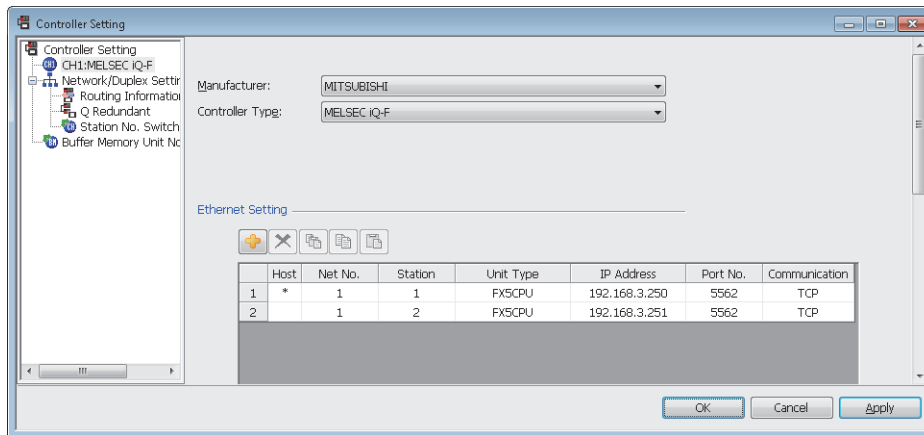 Controller Setting
Controller Setting
CH1:MELSEC iQ-F
Network/Duplex Settir
Routing Information
Q Redundant
Station No. Switch
Buffer Memory Unit No
Manufacturer: MITSUBISHI
Controller Type: MELSEC iQ-F
Ethernet Setting
Host Net No. Station Unit Type IP Address Port No. Communication
1 * 1 1 FX5CPU 192.168.3.250 5562 TCP
2 1 2 FX5CPU 192.168.3.251 5562 TCP
OK Cancel Apply